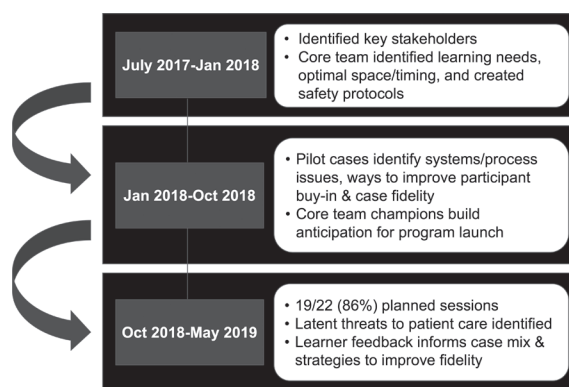 July 2017-Jan 2018
• Identified key stakeholders
• Core team identified learning needs,
optimal space/timing, and created
safety protocols
Jan 2018-Oct 2018
• Pilot cases identify systems/process
issues, ways to improve participant
buy-in & case fidelity
• Core team champions build
anticipation for program launch
Oct 2018-May 2019
• 19/22 (86%) planned sessions
• Latent threats to patient care identified
• Learner feedback informs case mix &
strategies to improve fidelity